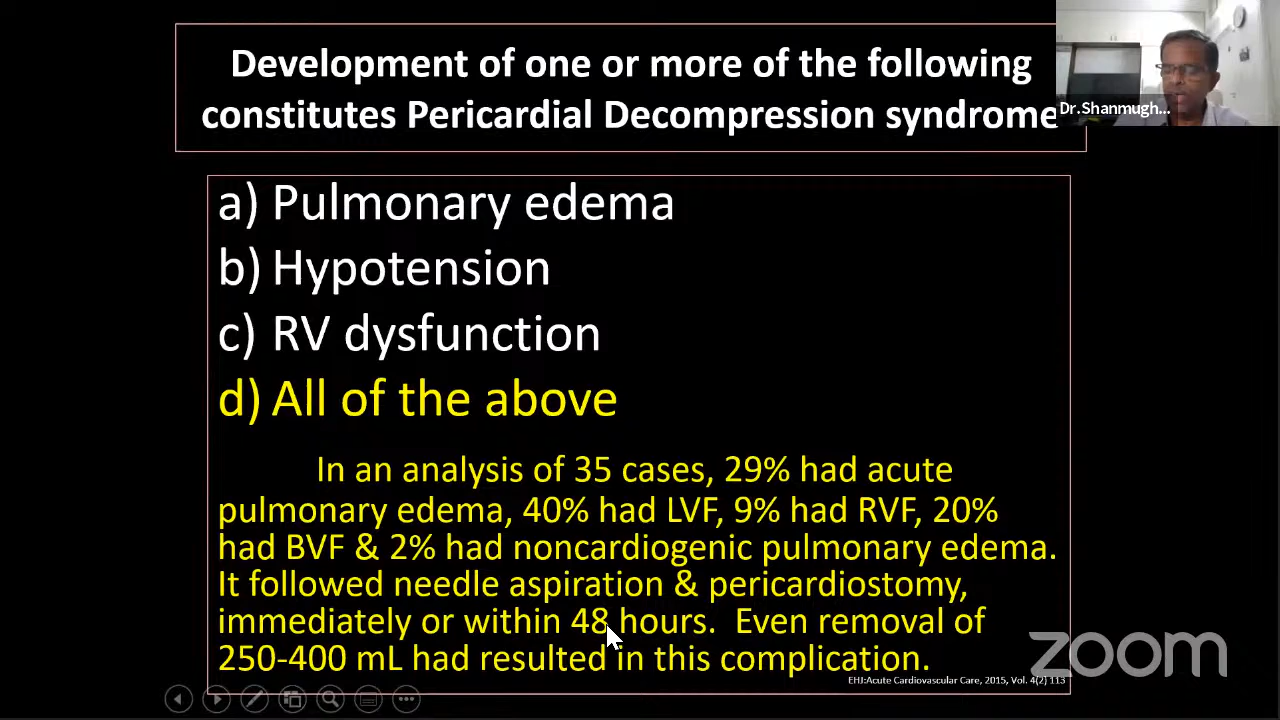 Development of one or more of the following
constitutes Pericardial Decompression syndrome
Dr.Shanmugh...
a) Pulmonary edema
b) Hypotension
c) RV dysfunction
d) All of the above
In an analysis of 35 cases, 29% had acute
pulmonary edema, 40% had LVF, 9% had RVF, 20%
had BVF & 2% had noncardiogenic pulmonary edema.
It followed needle aspiration & pericardiostomy,
immediately or within 48 hours. Even removal of
250-400 mL had resulted in this complication.
EHJ:Acute Cardiovascular Care, 2015, Vol. 4(2) 113
zoom